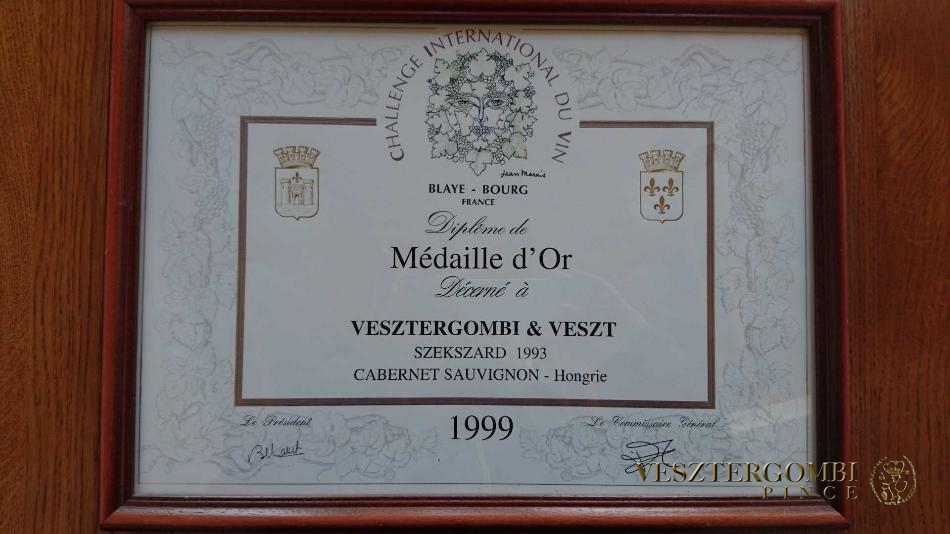 CHALLENGE INTERNATIONAL DU VIN
Jean Marais
BLAYE - BOURG
FRANCE
Diplôme de
Médaille d'Or
Décerné à
VESZTERGOMBI & VESZT
SZEKSZARD 1993
CABERNET SAUVIGNON - Hongrie
Le Président
Le Commissaire Général
1999
VESZTERGOMBI
PINCE